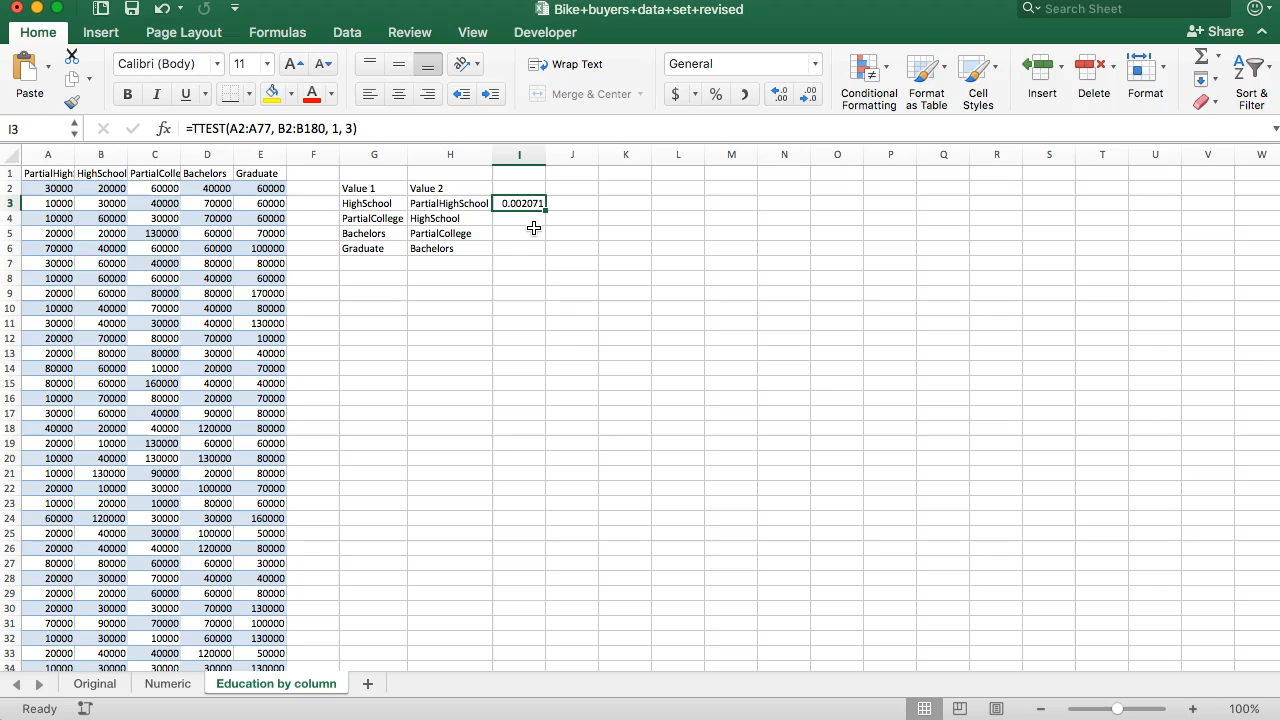 Bike+buyers+data+set+revised
Search Sheet
Home Insert Page Layout Formulas Data Review View Developer
Share
Paste
Calibri (Body) 11
A A
Wrap Text
General
B I U
A
Merge & Center
$ %
Conditional Formatting
Format as Table
Cell Styles
Insert
Delete
Format
Sort & Filter
I3 fx =TTEST(A2:A77, B2:B180, 1, 3)
A B C D E F G H I J K L M N O P Q R S T U V W
1 PartialHigh HighSchool PartialColle Bachelors Graduate
2 30000 20000 60000 40000 60000 Value 1 Value 2
3 10000 30000 40000 70000 60000 HighSchool PartialHighSchool 0.002071
4 10000 60000 30000 70000 60000 PartialCollege HighSchool
5 20000 20000 130000 60000 70000 Bachelors PartialCollege
6 70000 40000 60000 60000 100000 Graduate Bachelors
7 30000 60000 40000 80000 80000
8 10000 60000 60000 40000 60000
9 20000 60000 80000 80000 170000
10 10000 40000 70000 40000 80000
11 30000 40000 30000 40000 130000
12 20000 70000 80000 70000 10000
13 20000 80000 80000 30000 40000
14 80000 60000 10000 20000 70000
15 80000 60000 160000 40000 40000
16 10000 70000 80000 20000 70000
17 30000 60000 40000 90000 80000
18 40000 20000 40000 120000 80000
19 20000 10000 130000 60000 60000
20 10000 40000 130000 130000 80000
21 10000 130000 90000 20000 80000
22 20000 10000 30000 100000 70000
23 10000 20000 10000 80000 60000
24 60000 120000 30000 30000 160000
25 20000 40000 30000 100000 50000
26 20000 40000 40000 120000 80000
27 80000 80000 60000 60000 30000
28 20000 30000 70000 40000 40000
29 20000 20000 60000 60000 80000
30 20000 30000 30000 70000 130000
31 70000 90000 70000 70000 100000
32 10000 30000 10000 60000 130000
33 20000 40000 40000 120000 50000
34 10000 30000 30000 30000 130000
Original Numeric Education by column
Ready
100%